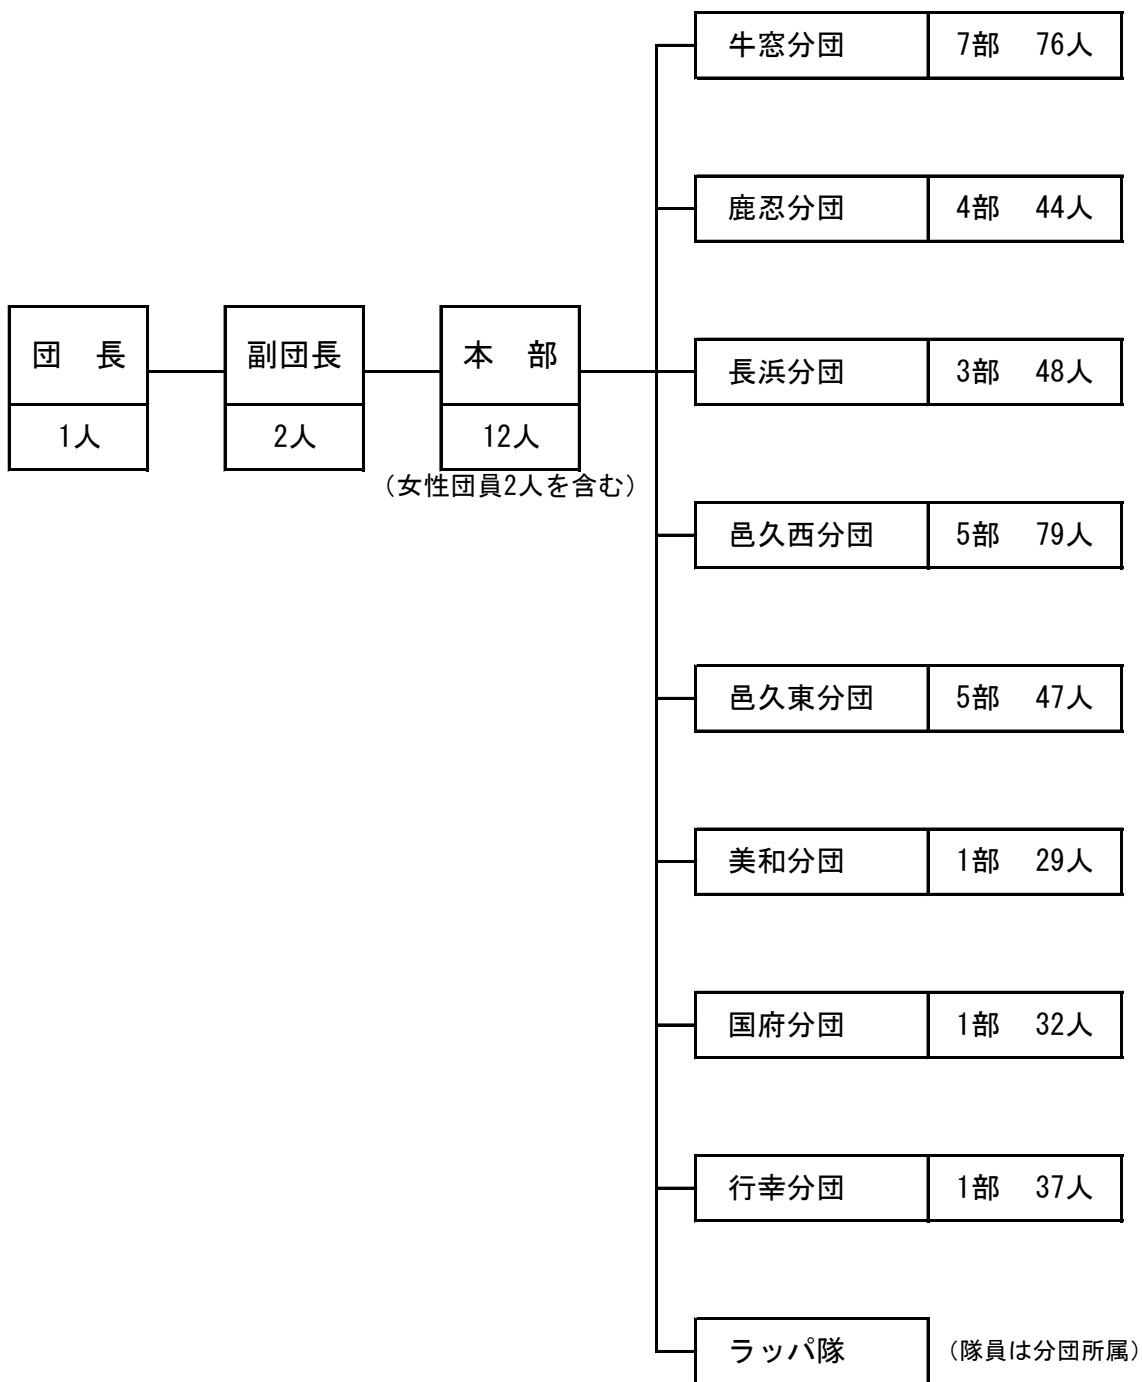 牛窓分団 7部 76人
鹿忍分団 4部 44人
団 長 副団長 本 部 長浜分団 3部 48人
1人 2人 12人
（女性団員2人を含む）
邑久西分団 5部 79人
邑久東分団 5部 47人
美和分団 1部 29人
国府分団 1部 32人
行幸分団 1部 37人
ラッパ隊 （隊員は分団所属）